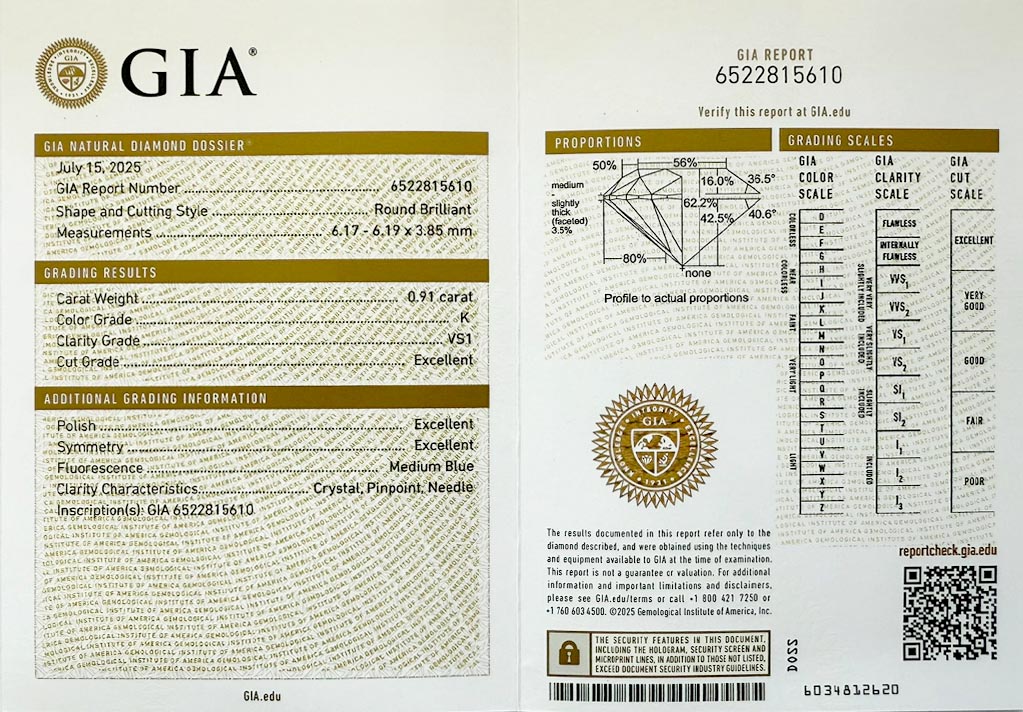 GIA®
GIA NATURAL DIAMOND DOSSIER®
July 15, 2025
GIA Report Number 6522815610
Shape and Cutting Style Round Brilliant
Measurements 6.17 - 6.19 x 3.85 mm
GRADING RESULTS
Carat Weight 0.91 carat
Color Grade K
Clarity Grade VS1
Cut Grade Excellent
ADDITIONAL GRADING INFORMATION
Polish Excellent
Symmetry Excellent
Fluorescence Medium Blue
Clarity Characteristics Crystal, Pinpoint, Needle
Inscription(s): GIA 6522815610
GIA.edu
GIA REPORT
6522815610
Verify this report at GIA.edu
PROPORTIONS
50%
56%
16.0%
36.5°
medium
-
slightly
thick
(faceted)
3.5%
62.2%
42.5%
40.6°
80%
none
Profile to actual proportions
GIA
INTEGRITY
EXCELLENCE
KNOWLEDGE
1931
The results documented in this report refer only to the
diamond described, and were obtained using the techniques
and equipment available to GIA at the time of examination.
This report is not a guarantee or valuation. For additional
information and important limitations and disclaimers,
please see GIA.edu/terms or call +1 800 421 7250 or
+1 760 603 4500. ©2025 Gemological Institute of America, Inc.
THE SECURITY FEATURES IN THIS DOCUMENT,
INCLUDING THE HOLOGRAM, SECURITY SCREEN AND
MICROPRINT LINES, IN ADDITION TO THOSE NOT LISTED,
EXCEED DOCUMENT SECURITY INDUSTRY GUIDELINES.
GRADING SCALES
GIA
COLOR
SCALE
COLORLESS
NEAR
COLORLESS
FAINT
VERY LIGHT
LIGHT
D
E
F
G
H
I
J
K
L
M
N
O
P
Q
R
S
T
U
V
W
X
Y
Z
GIA
CLARITY
SCALE
VERY VERY
SLIGHTLY INCLUDED
VERY SLIGHTLY
INCLUDED
SLIGHTLY
INCLUDED
INCLUDED
FLAWLESS
INTERNALLY
FLAWLESS
VVS1
VVS2
VS1
VS2
SI1
SI2
I1
I2
I3
GIA
CUT
SCALE
EXCELLENT
VERY
GOOD
GOOD
FAIR
POOR
reportcheck.gia.edu
6034812620